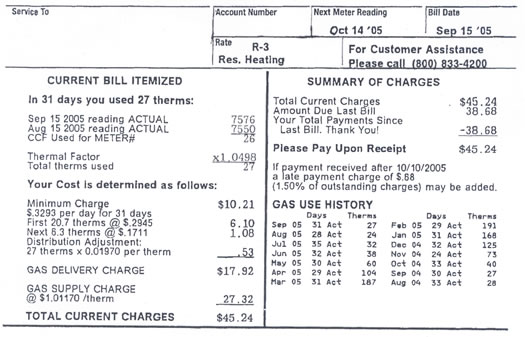 Service To
Account Number
Next Meter Reading
Oct 14 '05
Bill Date
Sep 15 '05
Rate R-3
Res. Heating
For Customer Assistance
Please call (800) 833-4200
CURRENT BILL ITEMIZED
In 31 days you used 27 therms:
Sep 15 2005 reading ACTUAL 7576
Aug 15 2005 reading ACTUAL 7550
CCF Used for METER# 26
Thermal Factor x1.0498
Total therms used 27
Your Cost is determined as follows:
Minimum Charge $10.21
$.3293 per day for 31 days
First 20.7 therms @ $.2945 6.10
Next 6.3 therms @ $.1711 1.08
Distribution Adjustment:
27 therms x 0.01970 per therm .53
GAS DELIVERY CHARGE $17.92
GAS SUPPLY CHARGE
@ $1.01170 /therm 27.32
TOTAL CURRENT CHARGES $45.24
SUMMARY OF CHARGES
Total Current Charges $45.24
Amount Due Last Bill 38.68
Your Total Payments Since
Last Bill. Thank You! -38.68
Please Pay Upon Receipt $45.24
If payment received after 10/10/2005
a late payment charge of $.68
(1.50% of outstanding charges) may be added.
GAS USE HISTORY
Days Therms Days Therms
Sep 05 31 Act 27 Feb 05 29 Act 191
Aug 05 28 Act 24 Jan 05 31 Act 168
Jul 05 35 Act 32 Dec 04 32 Act 125
Jun 05 32 Act 38 Nov 04 24 Act 73
May 05 30 Act 60 Oct 04 33 Act 40
Apr 05 29 Act 104 Sep 04 30 Act 27
Mar 05 31 Act 187 Aug 04 33 Act 28